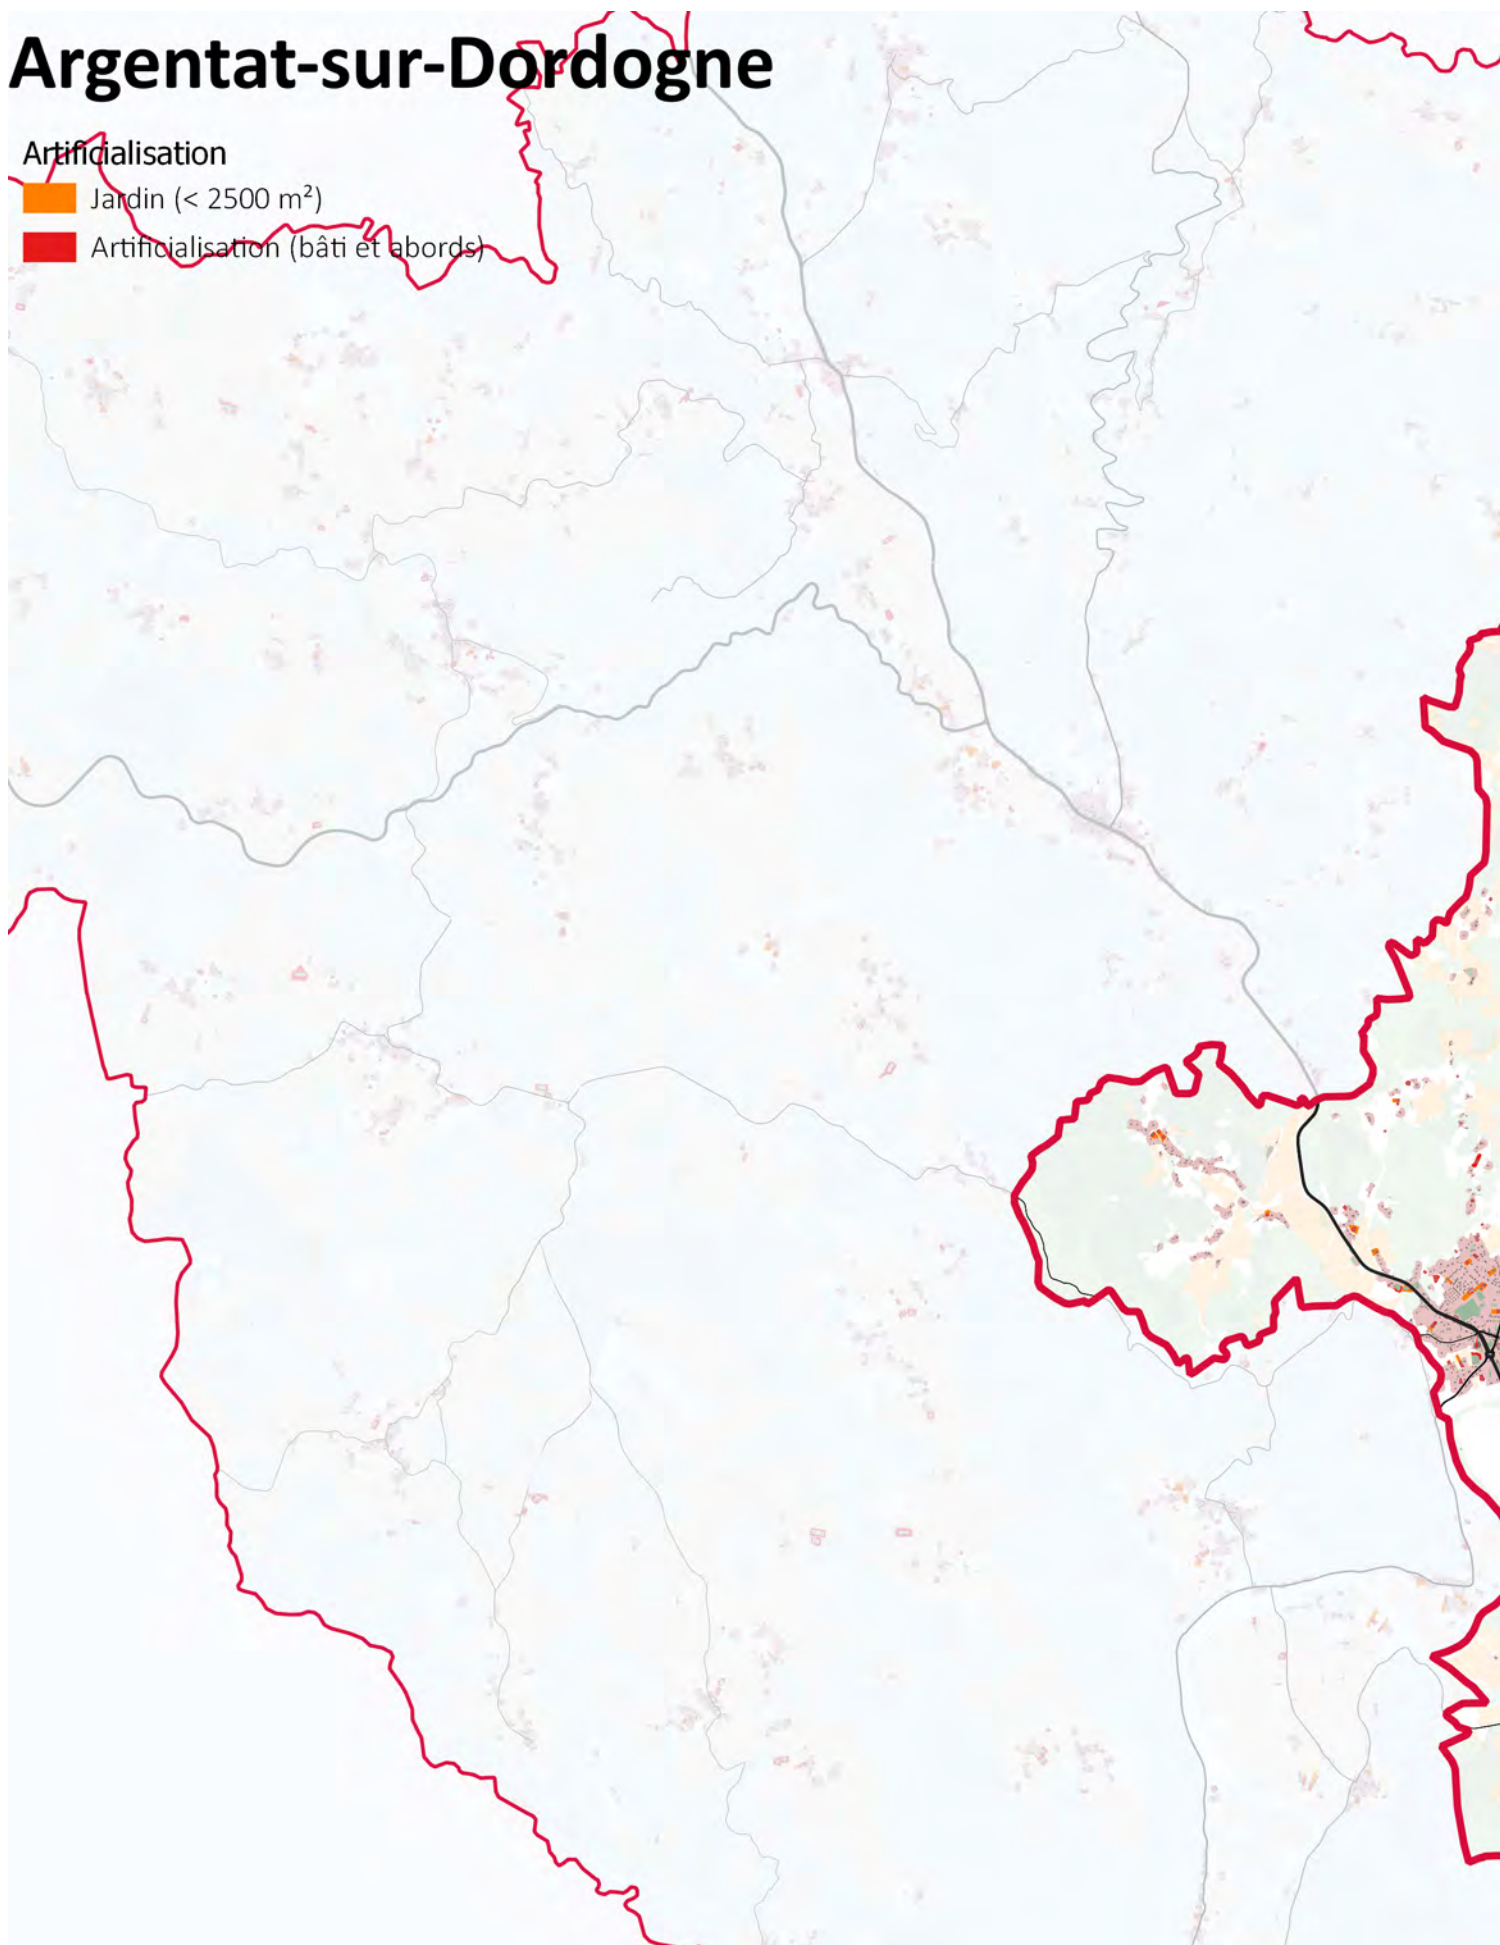 Argentat-sur-Dordogne
Artificialisation
Jardin (< 2500 m²)
Artificialisation (bâti et abords)